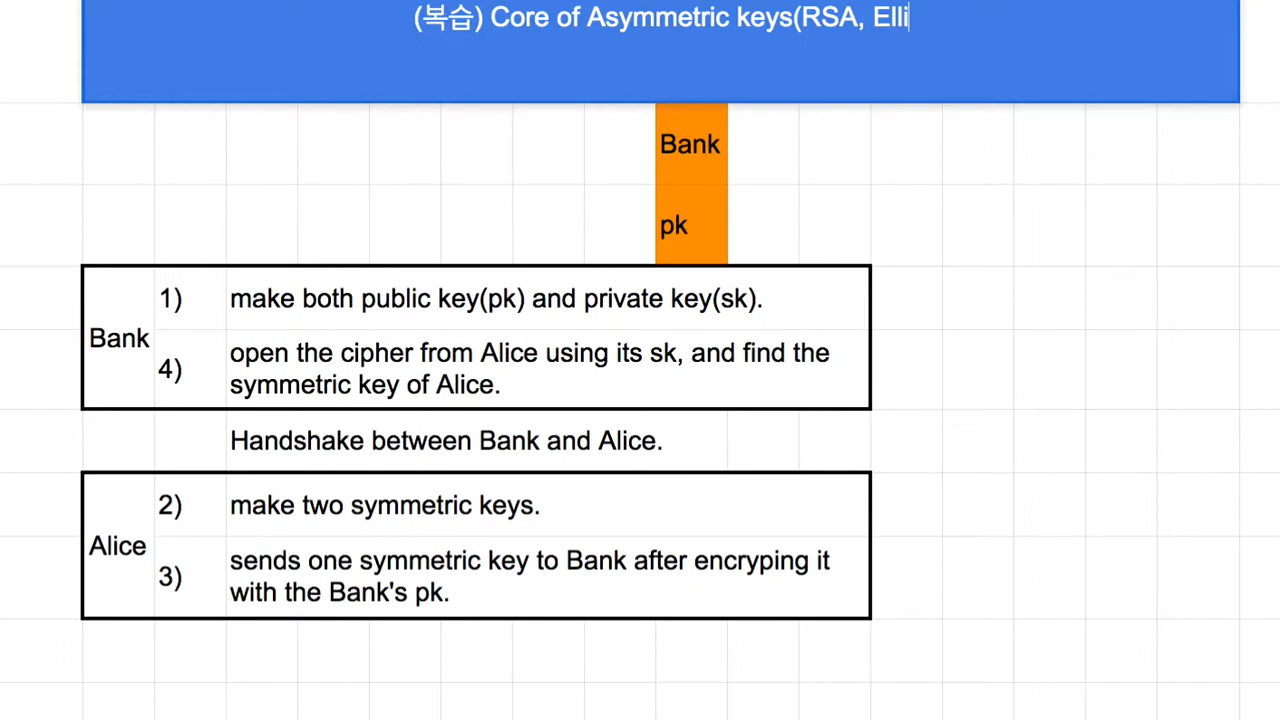 (복습) Core of Asymmetric keys(RSA, Elli
Bank
pk
1) make both public key(pk) and private key(sk).
Bank
4) open the cipher from Alice using its sk, and find the
symmetric key of Alice.
Handshake between Bank and Alice.
2) make two symmetric keys.
Alice
3) sends one symmetric key to Bank after encryping it
with the Bank's pk.